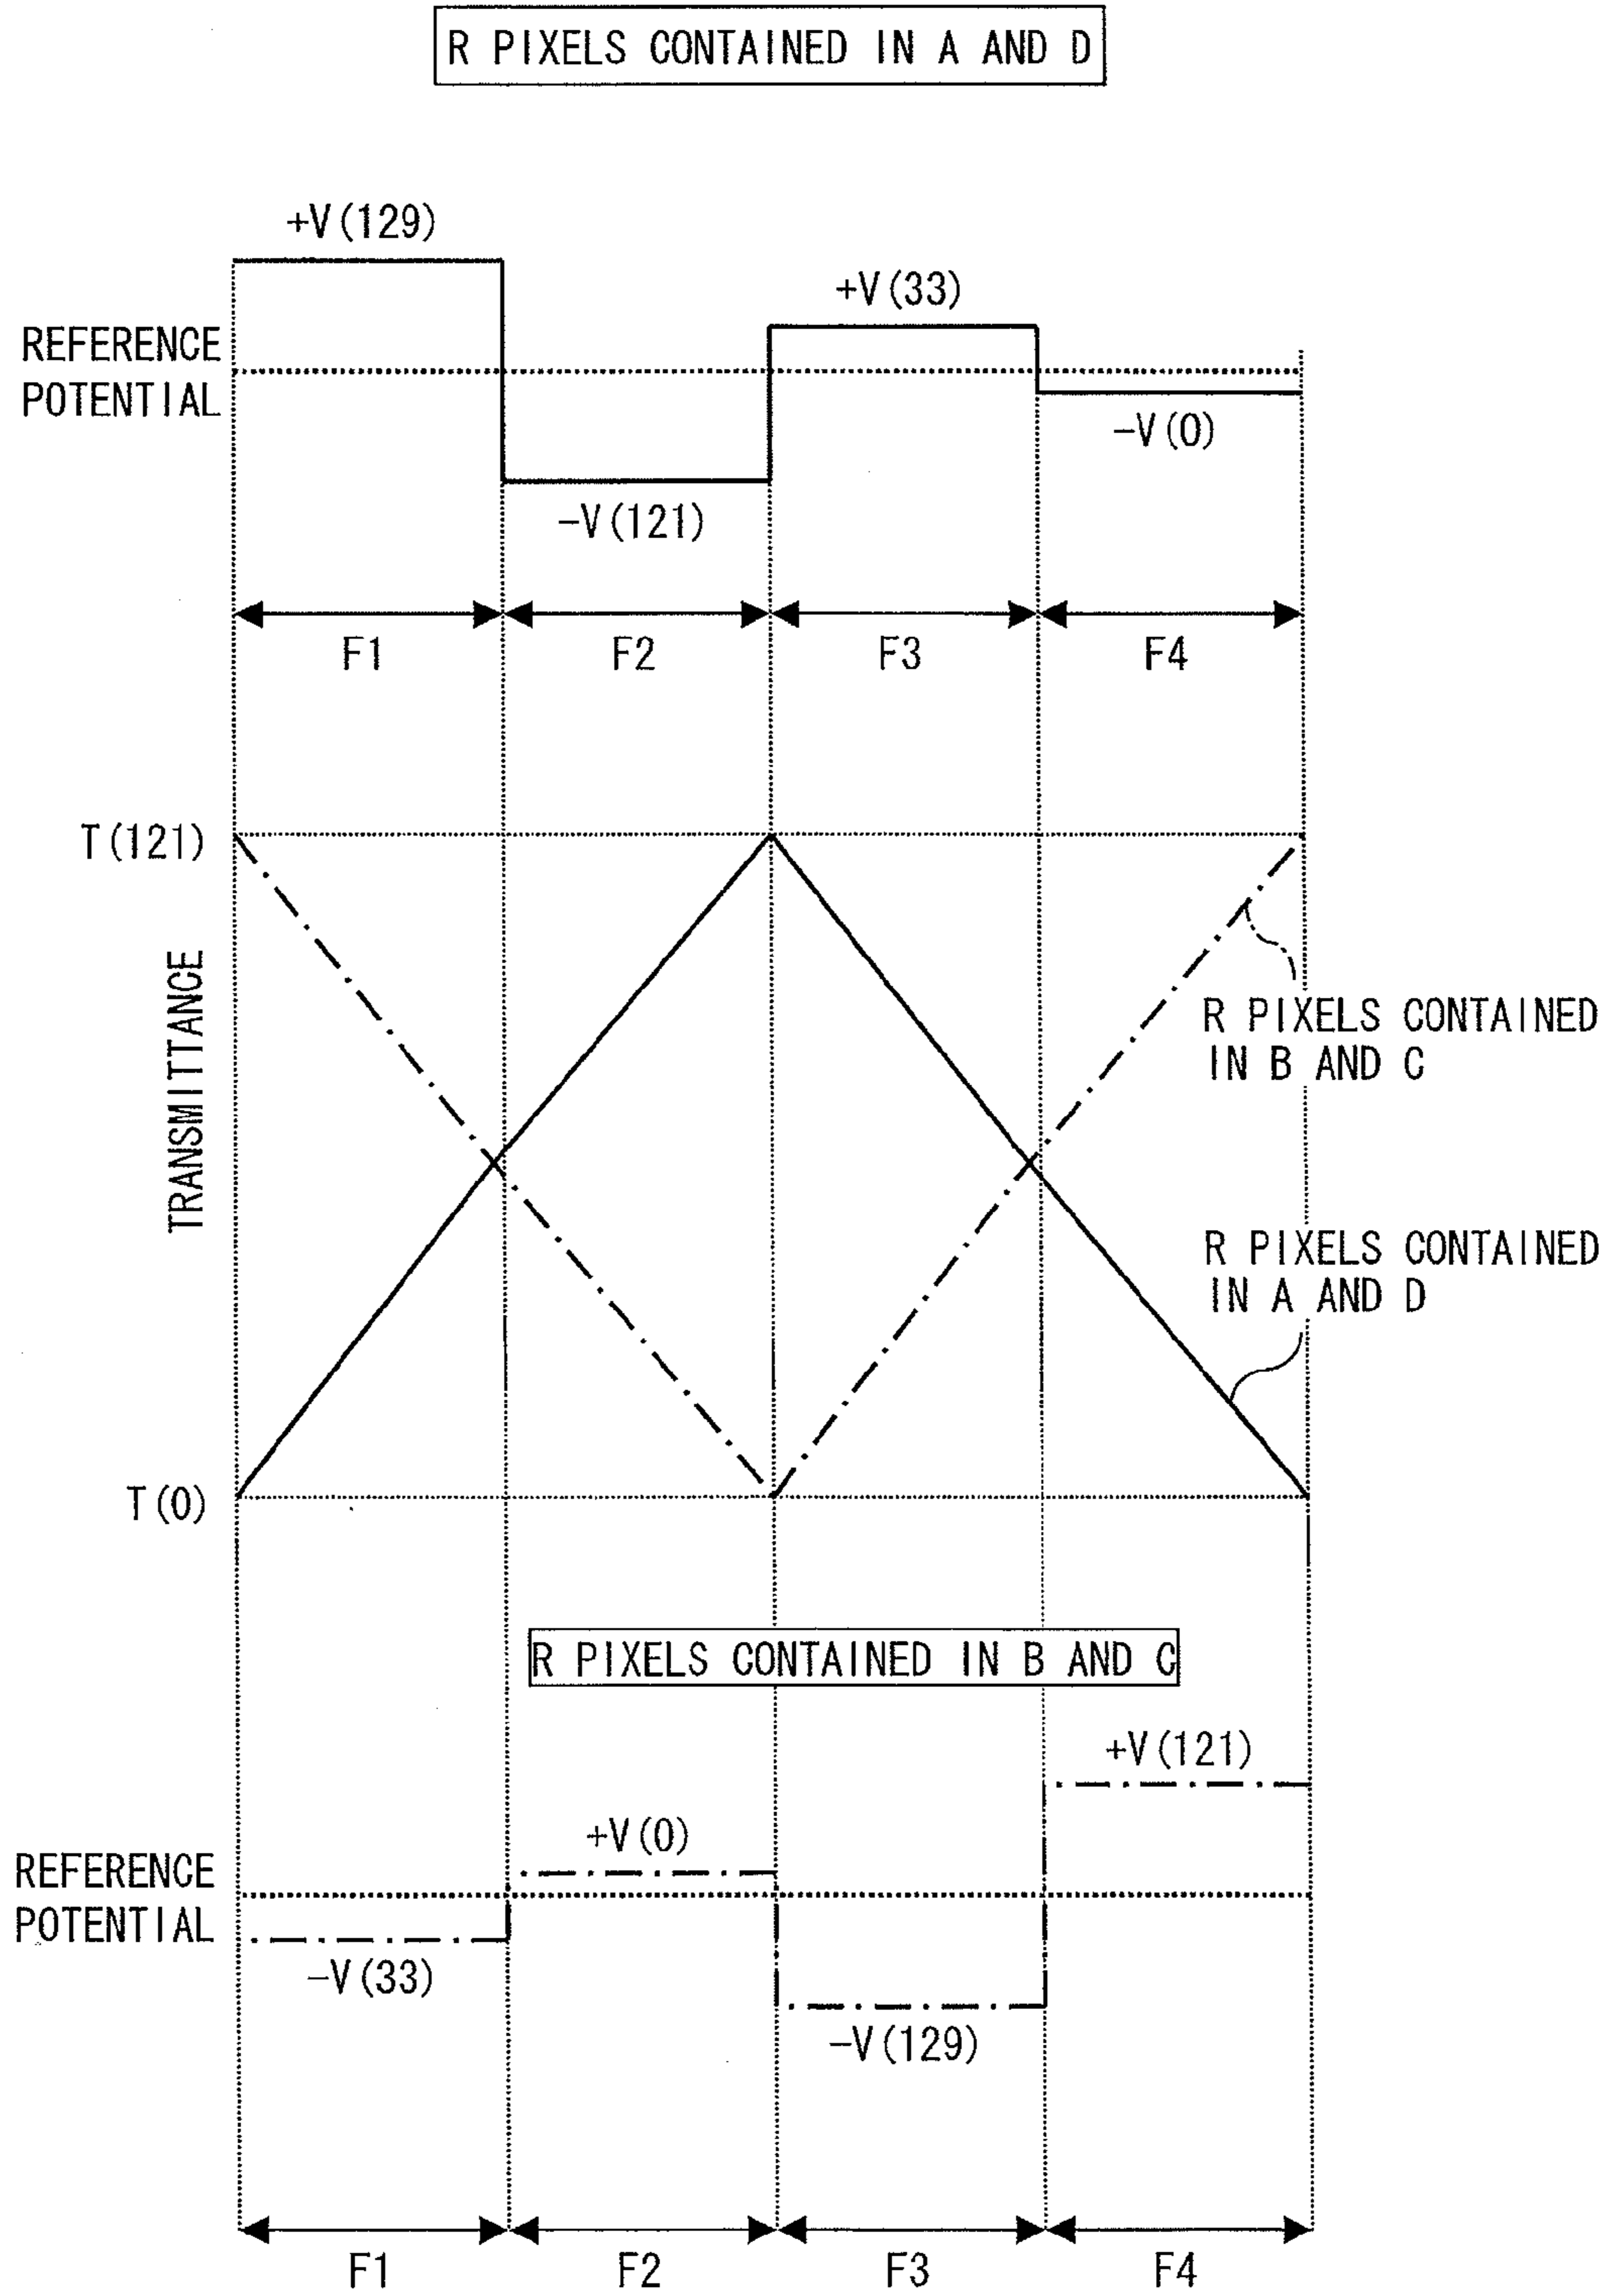 R PIXELS CONTAINED IN A AND D
+V(129)
+V(33)
REFERENCE
POTENTIAL
-V(0)
-V(121)
F1 F2 F3 F4
T(121)
TRANSMITTANCE
R PIXELS CONTAINED
IN B AND C
R PIXELS CONTAINED
IN A AND D
T(0)
R PIXELS CONTAINED IN B AND C
+V(121)
+V(0)
REFERENCE
POTENTIAL
-V(33)
-V(129)
F1 F2 F3 F4